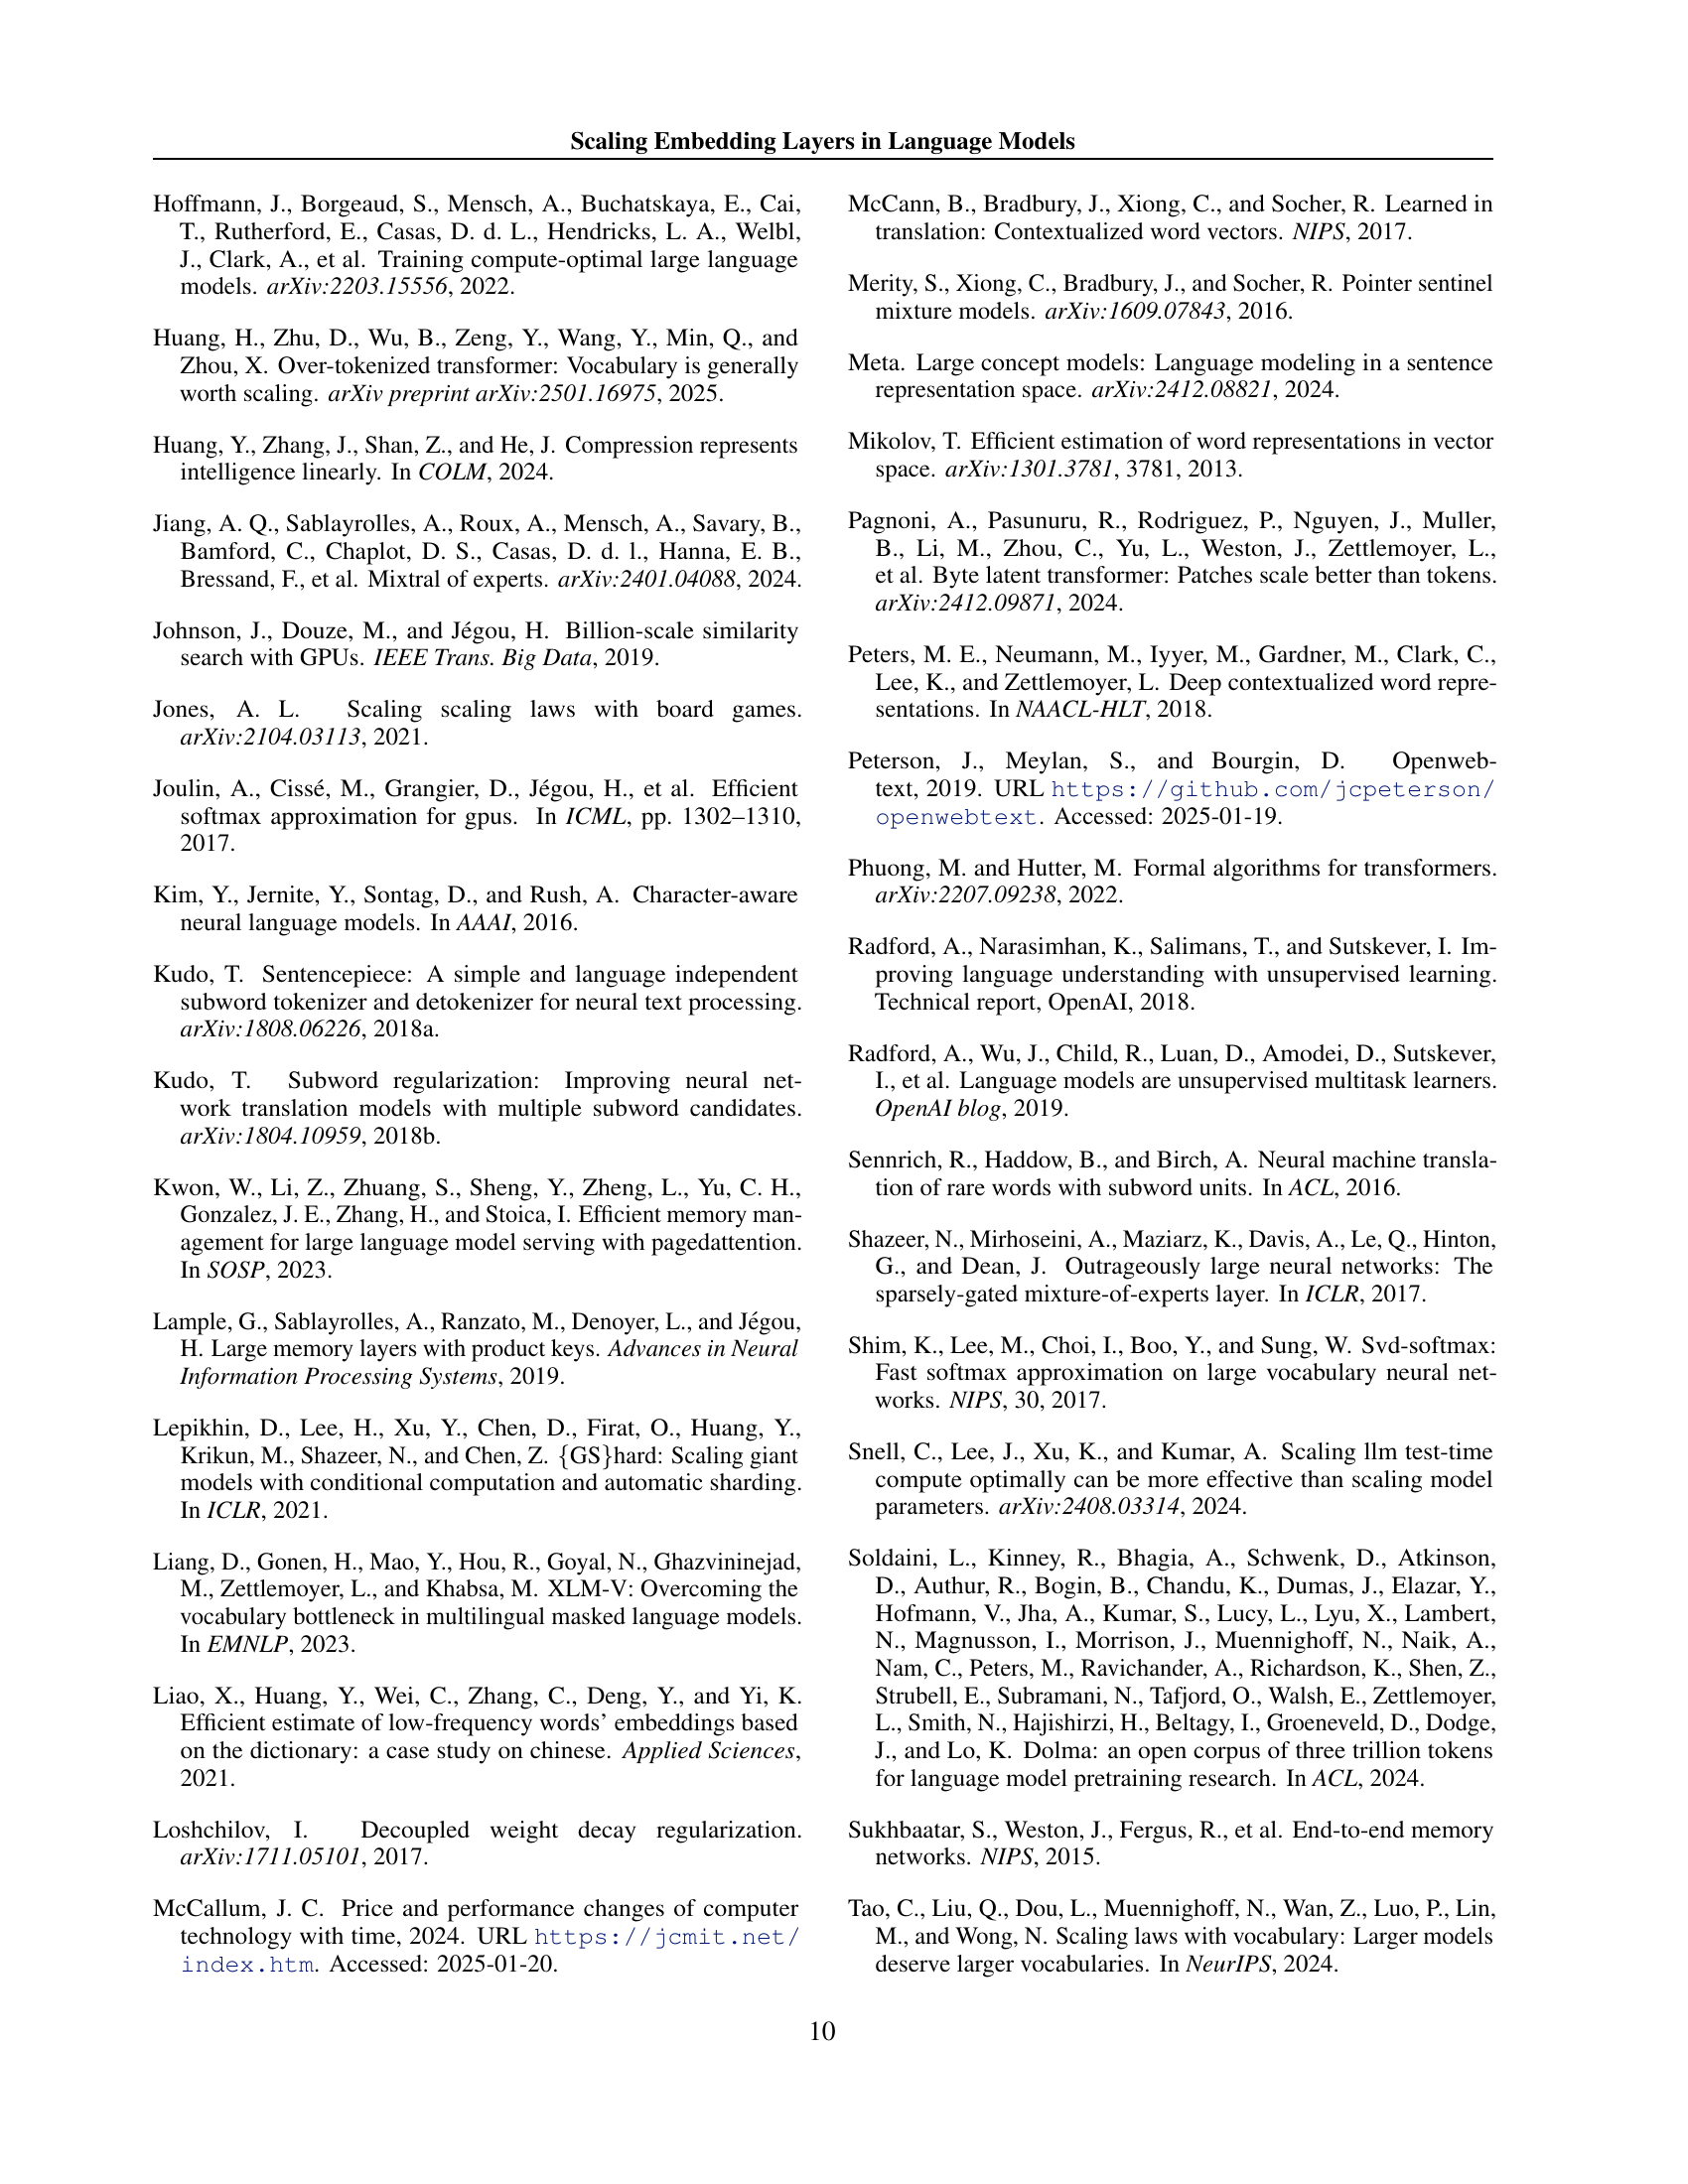 Scaling Embedding Layers in Language Models
Hoffmann, J., Borgeaud, S., Mensch, A., Buchatskaya, E., Cai,
T., Rutherford, E., Casas, D. d. L., Hendricks, L. A., Welbl,
J., Clark, A., et al. Training compute-optimal large language
models. arXiv:2203.15556, 2022.
Huang, H., Zhu, D., Wu, B., Zeng, Y., Wang, Y., Min, Q., and
Zhou, X. Over-tokenized transformer: Vocabulary is generally
worth scaling. arXiv preprint arXiv:2501.16975, 2025.
Huang, Y., Zhang, J., Shan, Z., and He, J. Compression represents
intelligence linearly. In COLM, 2024.
Jiang, A. Q., Sablayrolles, A., Roux, A., Mensch, A., Savary, B.,
Bamford, C., Chaplot, D. S., Casas, D. d. l., Hanna, E. B.,
Bressand, F., et al. Mixtral of experts. arXiv:2401.04088, 2024.
Johnson, J., Douze, M., and Jégou, H. Billion-scale similarity
search with GPUs. IEEE Trans. Big Data, 2019.
Jones, A. L. Scaling scaling laws with board games.
arXiv:2104.03113, 2021.
Joulin, A., Cissé, M., Grangier, D., Jégou, H., et al. Efficient
softmax approximation for gpus. In ICML, pp. 1302–1310,
2017.
Kim, Y., Jernite, Y., Sontag, D., and Rush, A. Character-aware
neural language models. In AAAI, 2016.
Kudo, T. Sentencepiece: A simple and language independent
subword tokenizer and detokenizer for neural text processing.
arXiv:1808.06226, 2018a.
Kudo, T. Subword regularization: Improving neural net-
work translation models with multiple subword candidates.
arXiv:1804.10959, 2018b.
Kwon, W., Li, Z., Zhuang, S., Sheng, Y., Zheng, L., Yu, C. H.,
Gonzalez, J. E., Zhang, H., and Stoica, I. Efficient memory man-
agement for large language model serving with pagedattention.
In SOSP, 2023.
Lample, G., Sablayrolles, A., Ranzato, M., Denoyer, L., and Jégou,
H. Large memory layers with product keys. Advances in Neural
Information Processing Systems, 2019.
Lepikhin, D., Lee, H., Xu, Y., Chen, D., Firat, O., Huang, Y.,
Krikun, M., Shazeer, N., and Chen, Z. {GS}hard: Scaling giant
models with conditional computation and automatic sharding.
In ICLR, 2021.
Liang, D., Gonen, H., Mao, Y., Hou, R., Goyal, N., Ghazvininejad,
M., Zettlemoyer, L., and Khabsa, M. XLM-V: Overcoming the
vocabulary bottleneck in multilingual masked language models.
In EMNLP, 2023.
Liao, X., Huang, Y., Wei, C., Zhang, C., Deng, Y., and Yi, K.
Efficient estimate of low-frequency words’ embeddings based
on the dictionary: a case study on chinese. Applied Sciences,
2021.
Loshchilov, I. Decoupled weight decay regularization.
arXiv:1711.05101, 2017.
McCallum, J. C. Price and performance changes of computer
technology with time, 2024. URL https://jcmit.net/
index.htm. Accessed: 2025-01-20.
McCann, B., Bradbury, J., Xiong, C., and Socher, R. Learned in
translation: Contextualized word vectors. NIPS, 2017.
Merity, S., Xiong, C., Bradbury, J., and Socher, R. Pointer sentinel
mixture models. arXiv:1609.07843, 2016.
Meta. Large concept models: Language modeling in a sentence
representation space. arXiv:2412.08821, 2024.
Mikolov, T. Efficient estimation of word representations in vector
space. arXiv:1301.3781, 3781, 2013.
Pagnoni, A., Pasunuru, R., Rodriguez, P., Nguyen, J., Muller,
B., Li, M., Zhou, C., Yu, L., Weston, J., Zettlemoyer, L.,
et al. Byte latent transformer: Patches scale better than tokens.
arXiv:2412.09871, 2024.
Peters, M. E., Neumann, M., Iyyer, M., Gardner, M., Clark, C.,
Lee, K., and Zettlemoyer, L. Deep contextualized word repre-
sentations. In NAACL-HLT, 2018.
Peterson, J., Meylan, S., and Bourgin, D. Openweb-
text, 2019. URL https://github.com/jcpeterson/
openwebtext. Accessed: 2025-01-19.
Phuong, M. and Hutter, M. Formal algorithms for transformers.
arXiv:2207.09238, 2022.
Radford, A., Narasimhan, K., Salimans, T., and Sutskever, I. Im-
proving language understanding with unsupervised learning.
Technical report, OpenAI, 2018.
Radford, A., Wu, J., Child, R., Luan, D., Amodei, D., Sutskever,
I., et al. Language models are unsupervised multitask learners.
OpenAI blog, 2019.
Sennrich, R., Haddow, B., and Birch, A. Neural machine transla-
tion of rare words with subword units. In ACL, 2016.
Shazeer, N., Mirhoseini, A., Maziarz, K., Davis, A., Le, Q., Hinton,
G., and Dean, J. Outrageously large neural networks: The
sparsely-gated mixture-of-experts layer. In ICLR, 2017.
Shim, K., Lee, M., Choi, I., Boo, Y., and Sung, W. Svd-softmax:
Fast softmax approximation on large vocabulary neural net-
works. NIPS, 30, 2017.
Snell, C., Lee, J., Xu, K., and Kumar, A. Scaling llm test-time
compute optimally can be more effective than scaling model
parameters. arXiv:2408.03314, 2024.
Soldaini, L., Kinney, R., Bhagia, A., Schwenk, D., Atkinson,
D., Authur, R., Bogin, B., Chandu, K., Dumas, J., Elazar, Y.,
Hofmann, V., Jha, A., Kumar, S., Lucy, L., Lyu, X., Lambert,
N., Magnusson, I., Morrison, J., Muennighoff, N., Naik, A.,
Nam, C., Peters, M., Ravichander, A., Richardson, K., Shen, Z.,
Strubell, E., Subramani, N., Tafjord, O., Walsh, E., Zettlemoyer,
L., Smith, N., Hajishirzi, H., Beltagy, I., Groeneveld, D., Dodge,
J., and Lo, K. Dolma: an open corpus of three trillion tokens
for language model pretraining research. In ACL, 2024.
Sukhbaatar, S., Weston, J., Fergus, R., et al. End-to-end memory
networks. NIPS, 2015.
Tao, C., Liu, Q., Dou, L., Muennighoff, N., Wan, Z., Luo, P., Lin,
M., and Wong, N. Scaling laws with vocabulary: Larger models
deserve larger vocabularies. In NeurIPS, 2024.
10